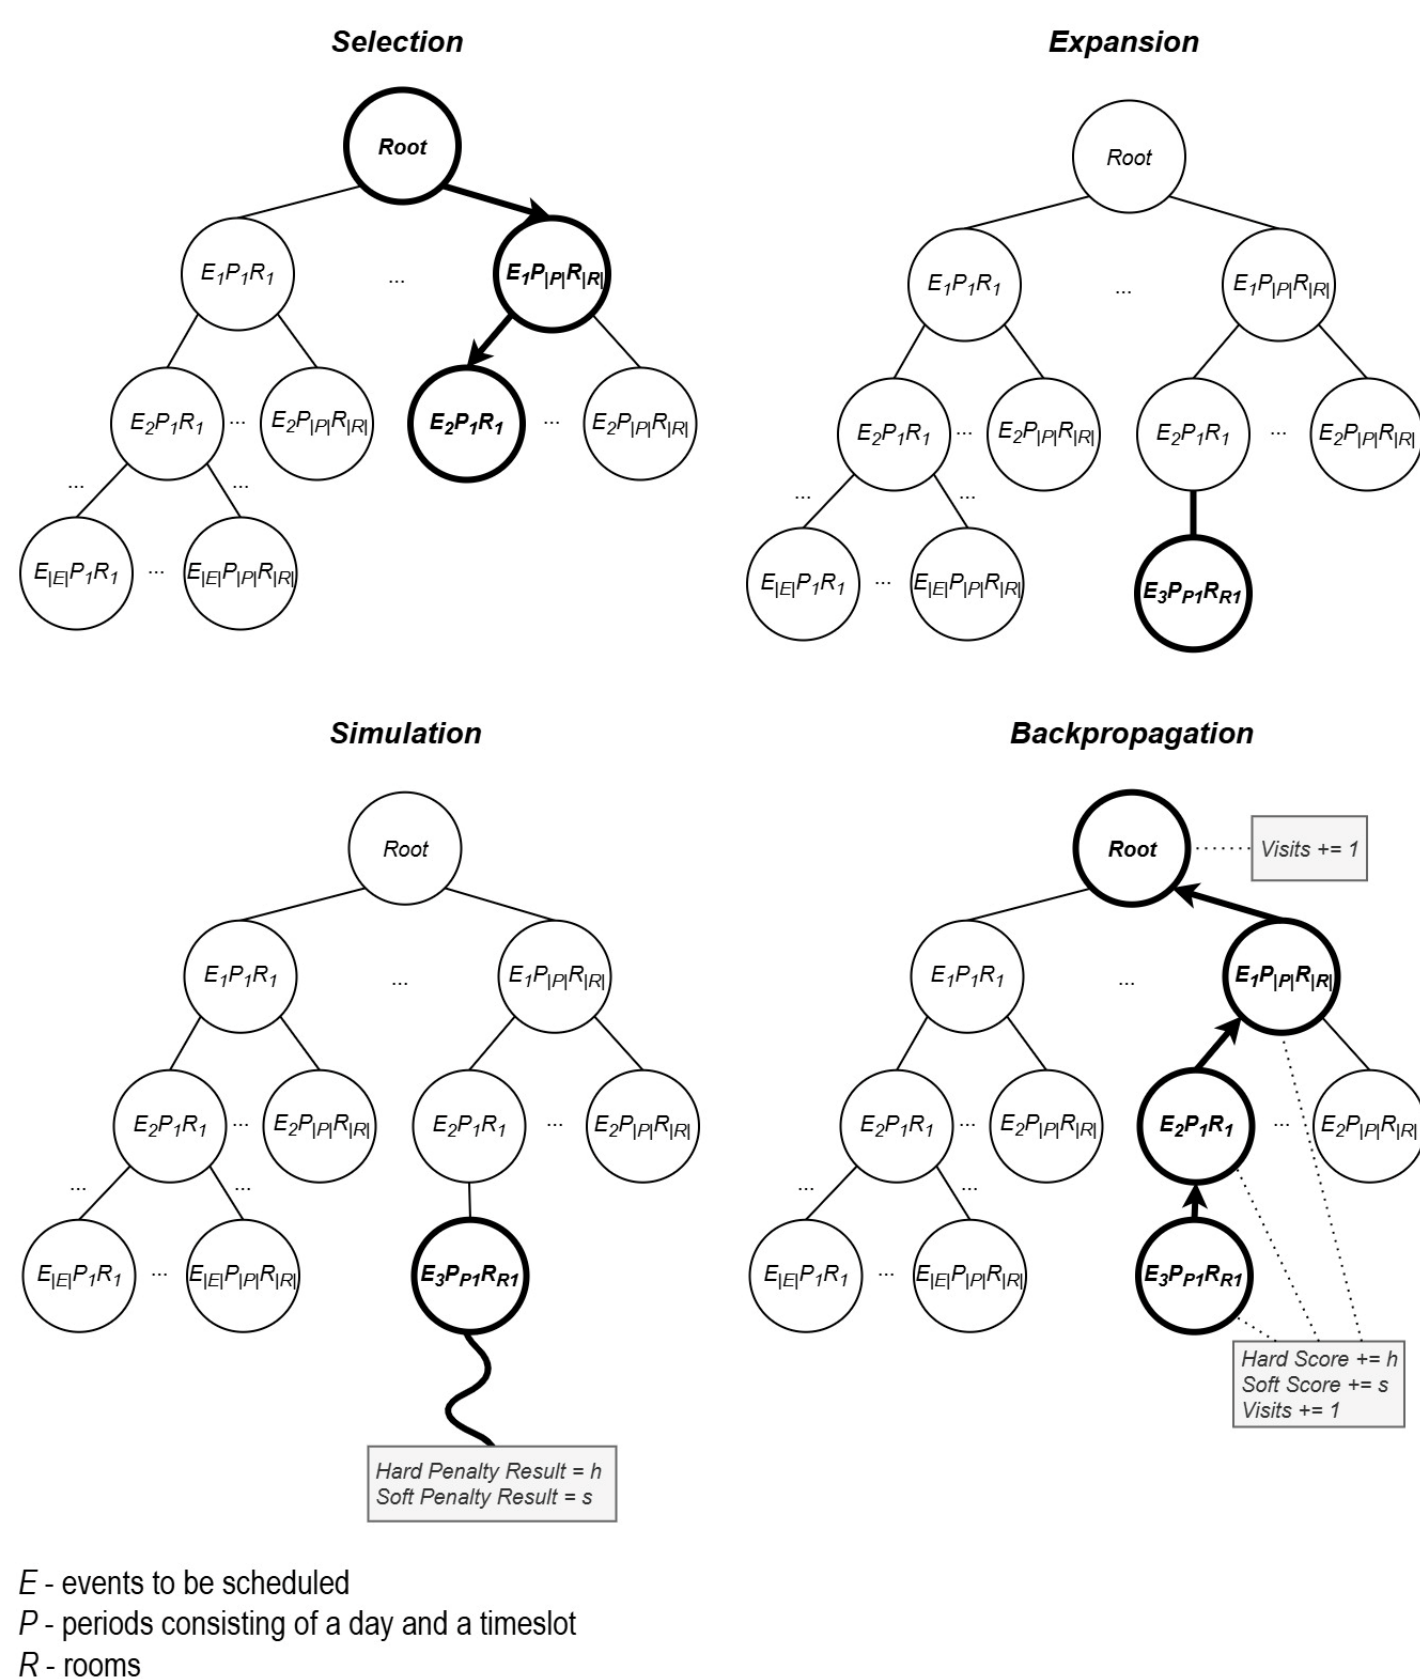 Selection
Root
E1P1R1
...
E1P|P|R|R|
E2P1R1
...
E2P|P|R|R|
E2P1R1
...
E2P|P|R|R|
...
...
E|E|P1R1
...
E|E|P|P|R|R|
Expansion
Root
E1P1R1
...
E1P|P|R|R|
E2P1R1
...
E2P|P|R|R|
E2P1R1
...
E2P|P|R|R|
...
...
E|E|P1R1
...
E|E|P|P|R|R|
E3PP1RR1
Simulation
Root
E1P1R1
...
E1P|P|R|R|
E2P1R1
...
E2P|P|R|R|
E2P1R1
...
E2P|P|R|R|
...
...
E|E|P1R1
...
E|E|P|P|R|R|
E3PP1RR1
Hard Penalty Result = h
Soft Penalty Result = s
Backpropagation
Root
Visits += 1
E1P1R1
...
E1P|P|R|R|
E2P1R1
...
E2P|P|R|R|
E2P1R1
...
E2P|P|R|R|
...
...
E|E|P1R1
...
E|E|P|P|R|R|
E3PP1RR1
Hard Score += h
Soft Score += s
Visits += 1
E - events to be scheduled
P - periods consisting of a day and a timeslot
R - rooms